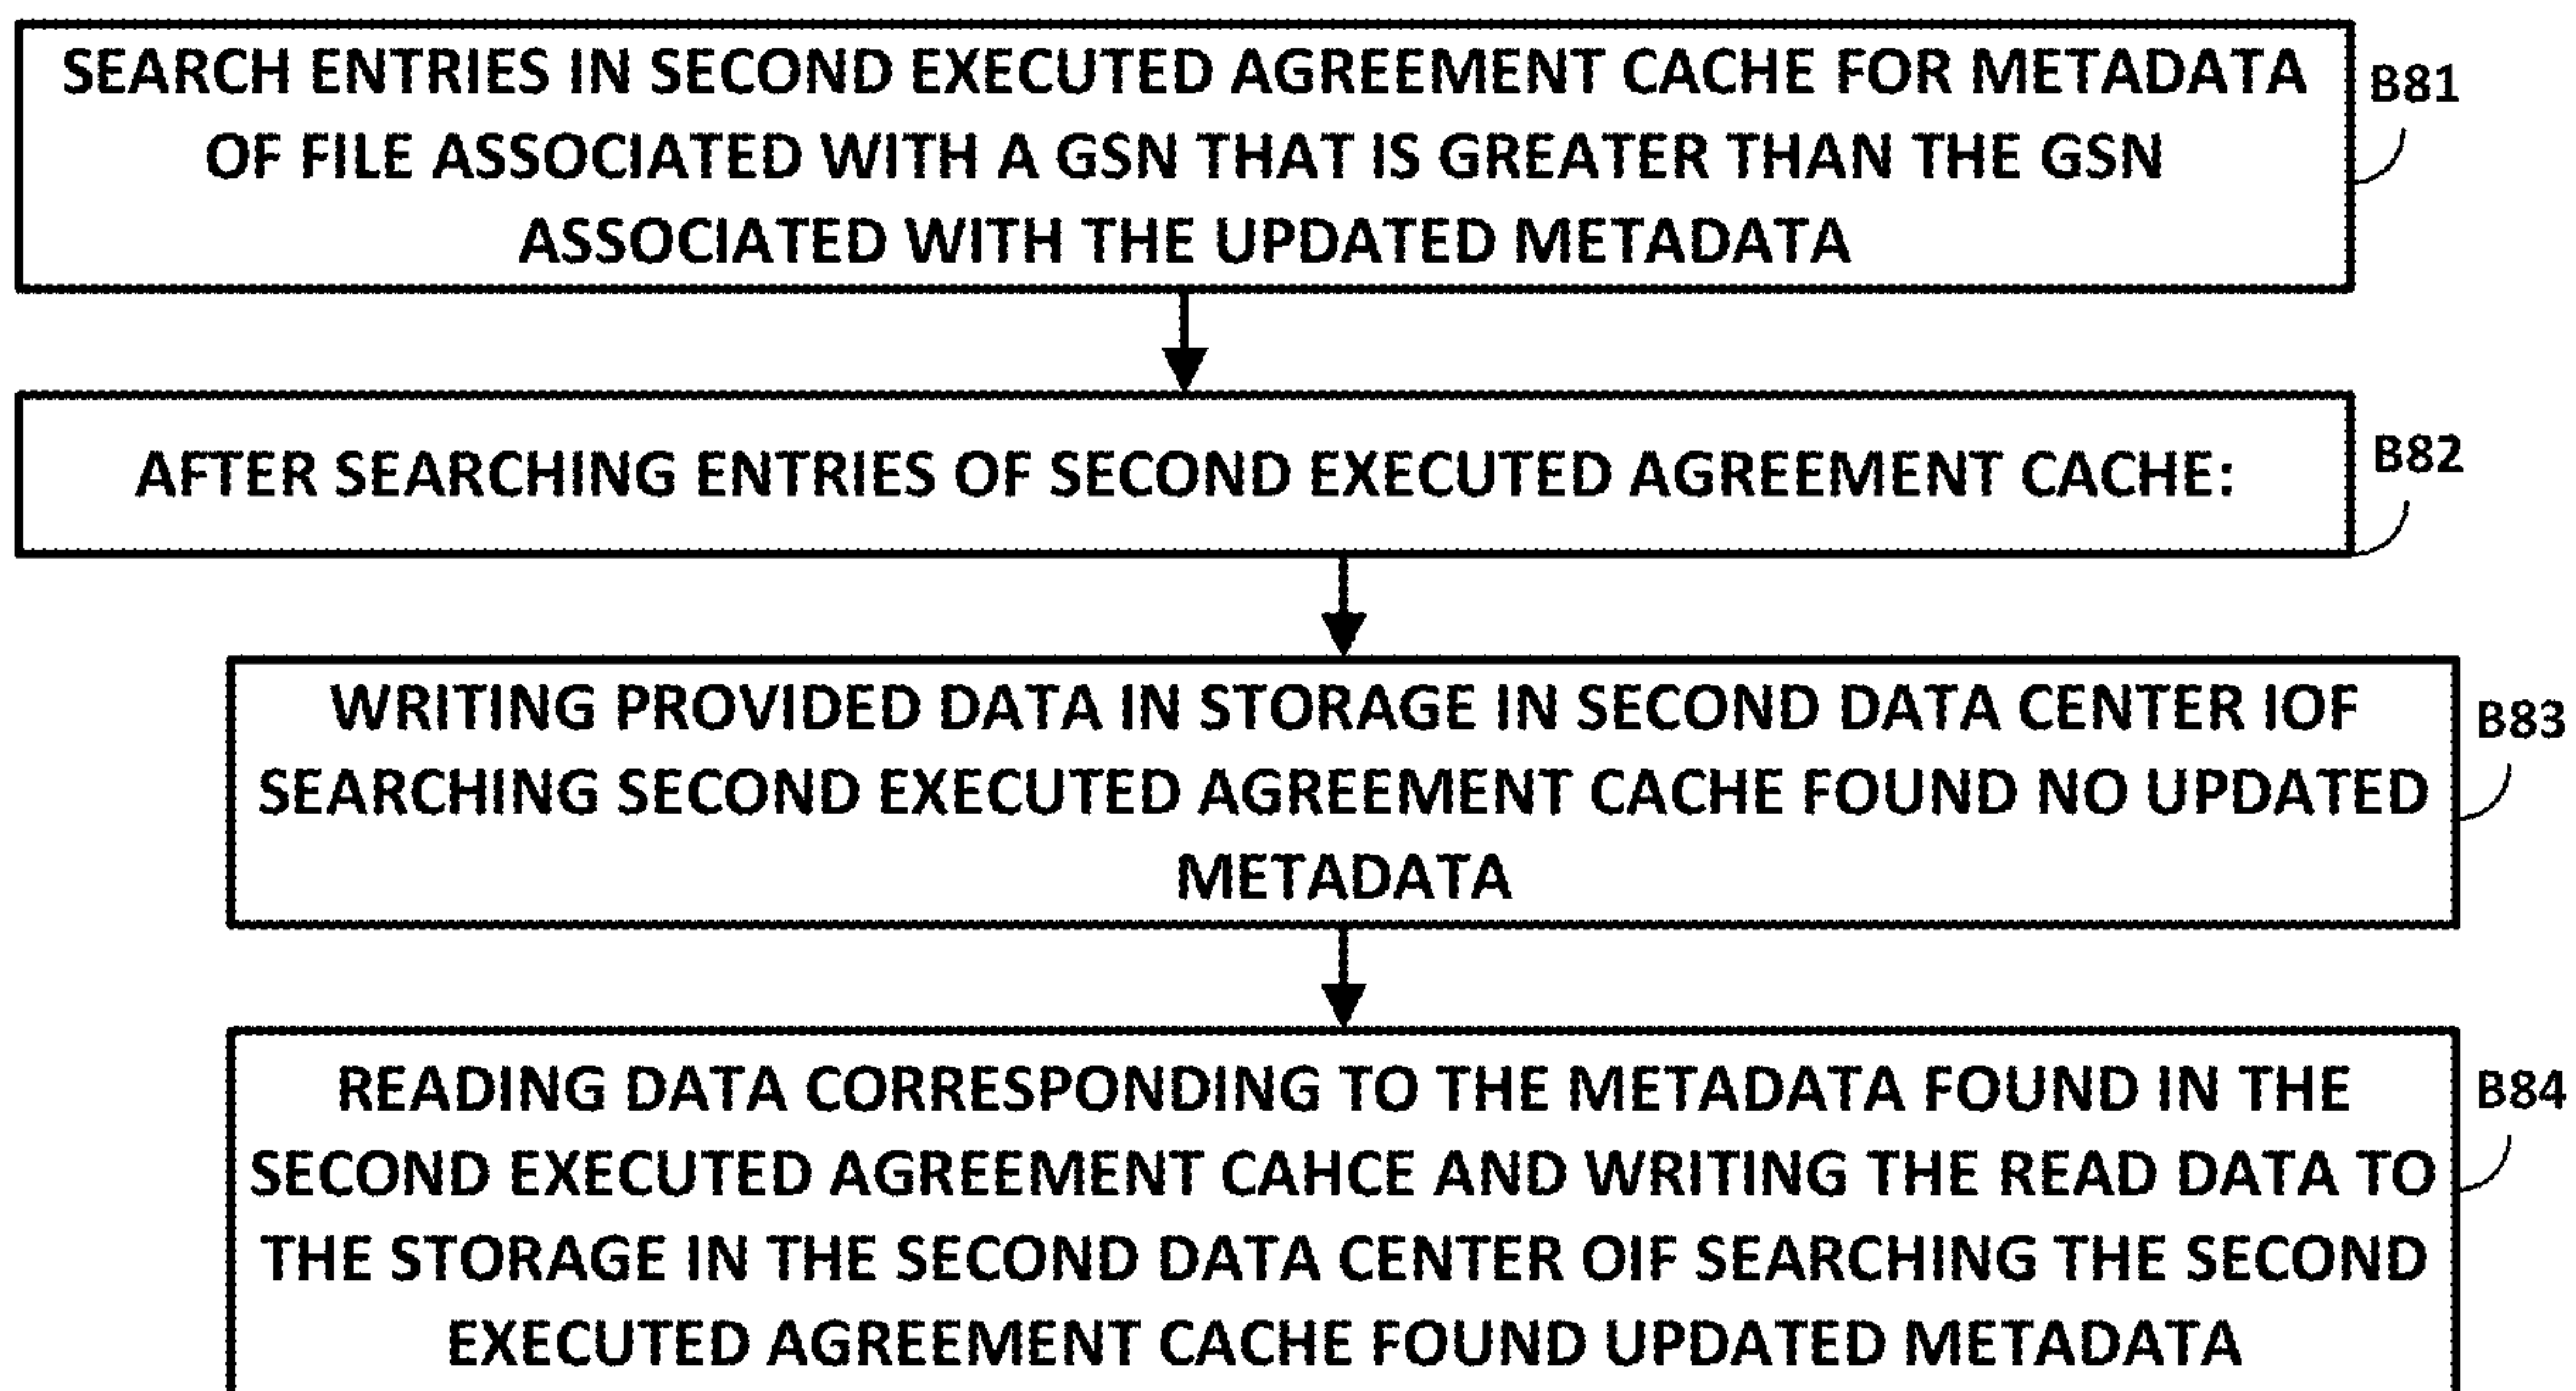 SEARCH ENTRIES IN SECOND EXECUTED AGREEMENT CACHE FOR METADATA
OF FILE ASSOCIATED WITH A GSN THAT IS GREATER THAN THE GSN
ASSOCIATED WITH THE UPDATED METADATA
B81
AFTER SEARCHING ENTRIES OF SECOND EXECUTED AGREEMENT CACHE:
B82
WRITING PROVIDED DATA IN STORAGE IN SECOND DATA CENTER IOF
SEARCHING SECOND EXECUTED AGREEMENT CACHE FOUND NO UPDATED
METADATA
B83
READING DATA CORRESPONDING TO THE METADATA FOUND IN THE
SECOND EXECUTED AGREEMENT CAHCE AND WRITING THE READ DATA TO
THE STORAGE IN THE SECOND DATA CENTER OIF SEARCHING THE SECOND
EXECUTED AGREEMENT CACHE FOUND UPDATED METADATA
B84